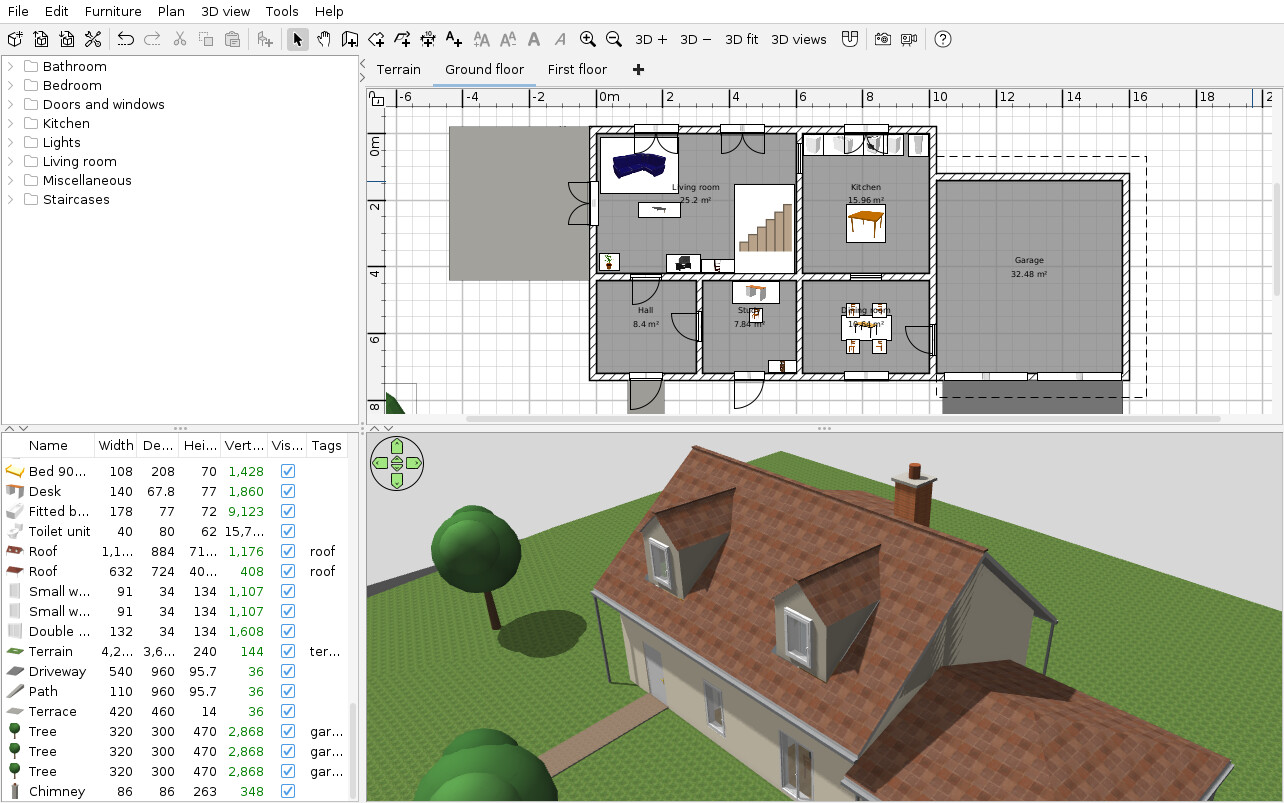 File Edit Furniture Plan 3D view Tools Help
3D + 3D − 3D fit 3D views
Bathroom
Bedroom
Doors and windows
Kitchen
Lights
Living room
Miscellaneous
Staircases
Terrain Ground floor First floor
-6 -4 -2 0m 2 4 6 8 10 12 14 16 18 2
0m
2
4
6
8
Living room
25.2 m²
Kitchen
15.96 m²
Garage
32.48 m²
Hall
8.4 m²
7.84 m²
Name Width De... Hei... Vert... Vis... Tags
Bed 90... 108 208 70 1,428
Desk 140 67.8 77 1,860
Fitted b... 178 77 72 9,123
Toilet unit 40 80 62 15,7...
Roof 1,1... 884 71... 1,176 roof
Roof 632 724 40... 408 roof
Small w... 91 34 134 1,107
Small w... 91 34 134 1,107
Double ... 132 34 134 1,608
Terrain 4,2... 3,6... 240 144 ter...
Driveway 540 960 95.7 36
Path 110 960 95.7 36
Terrace 420 460 14 36
Tree 320 300 470 2,868 gar...
Tree 320 300 470 2,868 gar...
Tree 320 300 470 2,868 gar...
Chimney 86 86 263 348